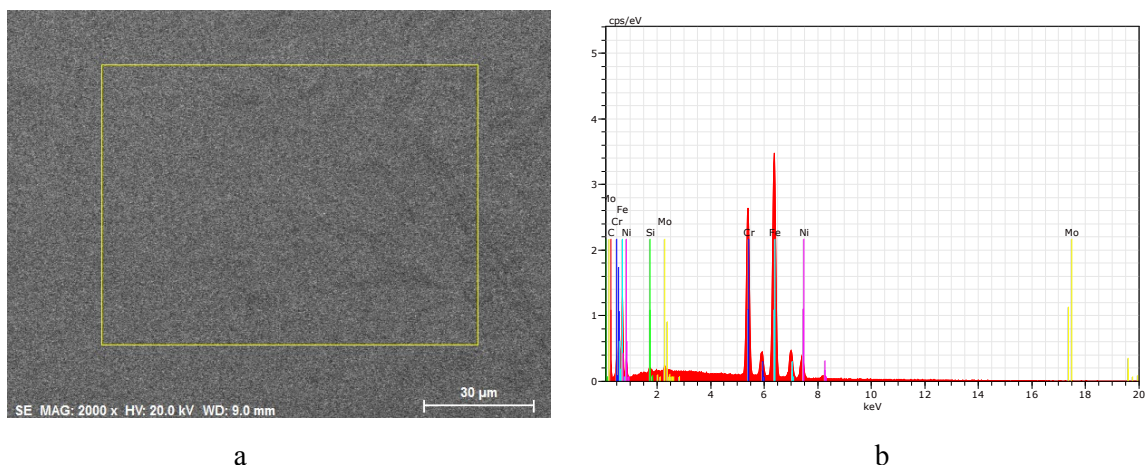 SE MAG: 2000 x HV: 20.0 kV WD: 9.0 mm
30 µm
a
cps/eV
5
4
3
2
1
0
Mo
Fe
Cr
C Ni Si Mo
Cr Fe Ni
Mo
2 4 6 8 10 12 14 16 18 20
keV
b